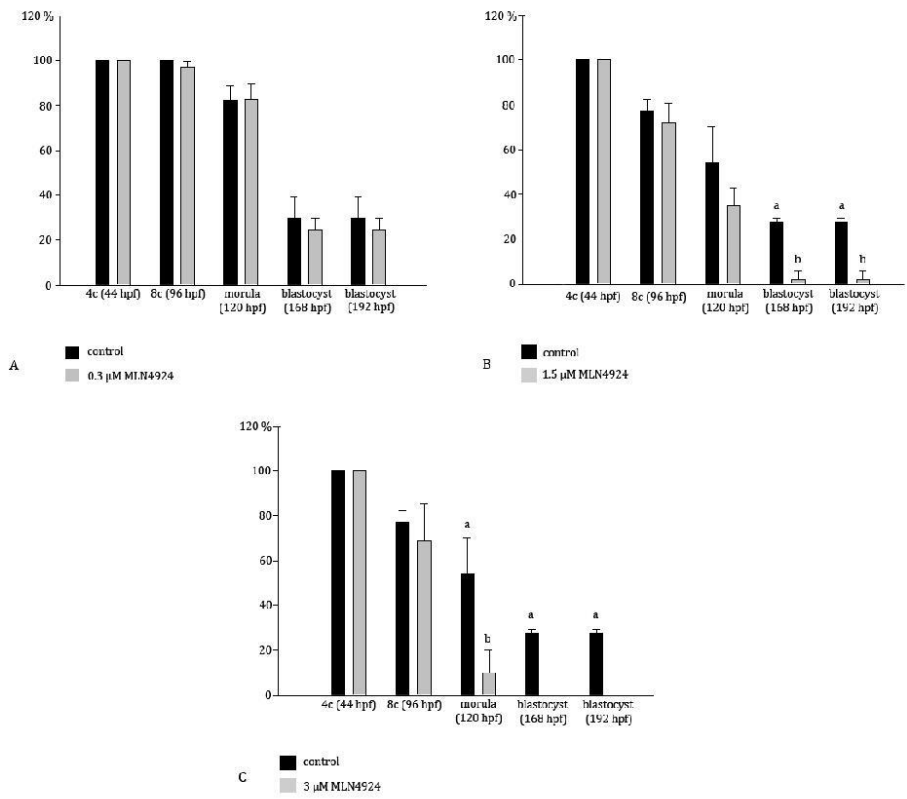 120 %
100
80
60
40
20
0
4c (44 hpf) 8c (96 hpf) morula blastocyst blastocyst
(120 hpf) (168 hpf) (192 hpf)
A
control
0.3 µM MLN4924
120 %
100
80
60
40
20
0
a a
b b
4c (44 hpf) 8c (96 hpf) morula blastocyst blastocyst
(120 hpf) (168 hpf) (192 hpf)
B
control
1.5 µM MLN4924
120 %
100
80
60
40
20
0
a
b
a a
4c (44 hpf) 8c (96 hpf) morula blastocyst blastocyst
(120 hpf) (168 hpf) (192 hpf)
C
control
3 µM MLN4924